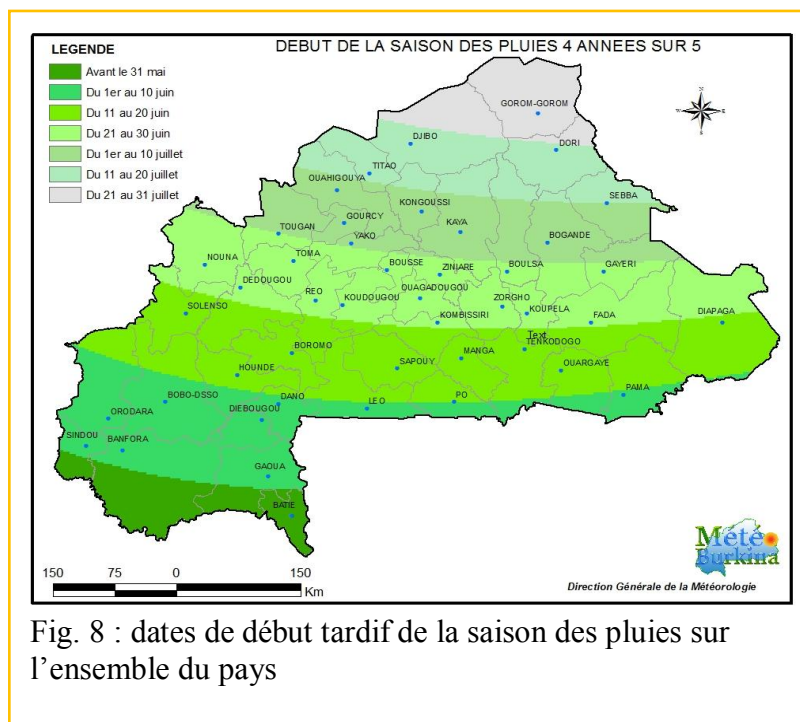 DEBUT DE LA SAISON DES PLUIES 4 ANNEES SUR 5
LEGENDE
Avant le 31 mai
Du 1er au 10 juin
Du 11 au 20 juin
Du 21 au 30 juin
Du 1er au 10 juillet
Du 11 au 20 juillet
Du 21 au 31 juillet
N
E
S
GOROM-GOROM
DJIBO
DORI
TITAO
OUAHIGOUYA
SEBBA
KONGOUSSI
GOURCY
KAYA
TOUGAN
YAKO
BOGANDE
NOUNA
TOMA
BOUSSE
ZINIARE
BOULSA
GAYERI
DEDOUGOU
REO
KOUDOUGOU
OUAGADOUGOU
ZORGHO
KOUPELA
SOLENSO
KOMBISSIRI
FADA
DIAPAGA
Text
TENKODOGO
BOROMO
MANGA
HOUNDE
SAPOUY
OUARGAYE
BOBO-DSSO
DANO
LEO
PO
PAMA
ORODARA
DIEBOUGOU
SINDOU
BANFORA
GAOUA
BATIE
Météo
Burkina
150 75 0 150
Km
Direction Générale de la Météorologie
Fig. 8 : dates de début tardif de la saison des pluies sur
l’ensemble du pays